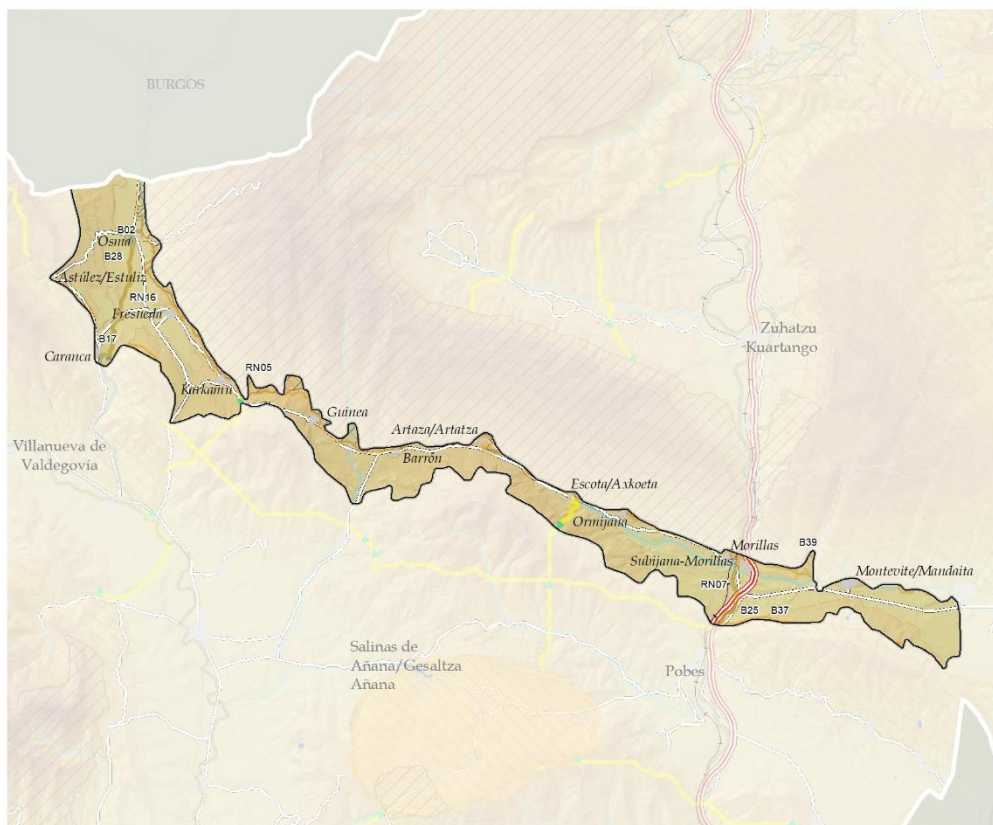 BURGOS
B02
Osma
B28
Astúlez/Estuliz
RN16
Fresneda
B17
Caranca
Karkamu
RN05
Guinea
Artaza/Artatza
Barrón
Zuhatzu
Kuartango
Villanueva de
Valdegovía
Escota/Axkoeta
Ormijana
Morillas
B39
Subijana-Morillas
Montevite/Mandaita
RN07
B25
B37
Salinas de
Añana/Gesaltza
Añana
Pobes